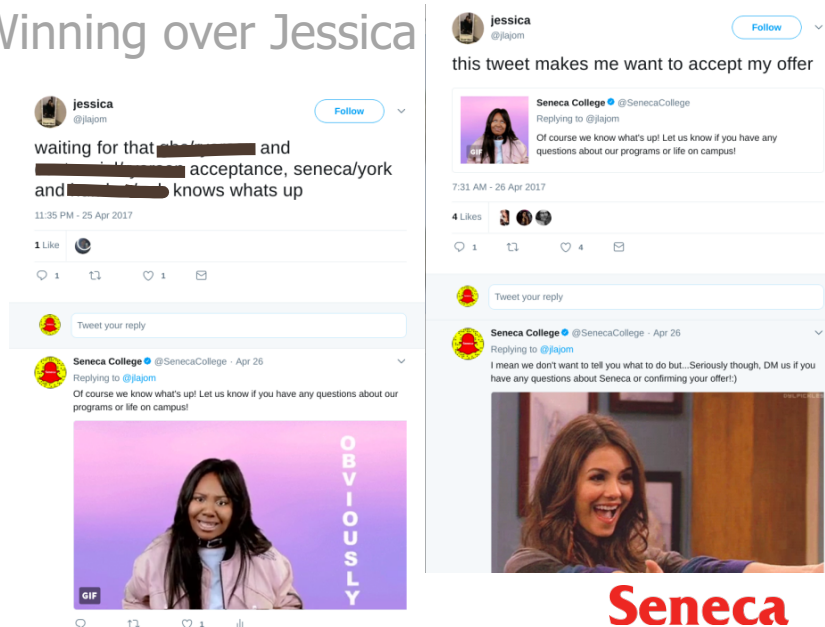 Winning over Jessica
jessica
@jlajom
Follow
waiting for that and
acceptance, seneca/york
and knows whats up
11:35 PM - 25 Apr 2017
1 Like
1
1
Tweet your reply
Seneca College @SenecaCollege · Apr 26
Replying to @jlajom
Of course we know what's up! Let us know if you have any questions about our
programs or life on campus!
OBVIOUSLY
GIF
1
jessica
@jlajom
Follow
this tweet makes me want to accept my offer
Seneca College @SenecaCollege
Replying to @jlajom
Of course we know what's up! Let us know if you have any
questions about our programs or life on campus!
GIF
7:31 AM - 26 Apr 2017
4 Likes
1
4
Tweet your reply
Seneca College @SenecaCollege · Apr 26
Replying to @jlajom
I mean we don't want to tell you what to do but...Seriously though, DM us if you
have any questions about Seneca or confirming your offer!:)
Seneca